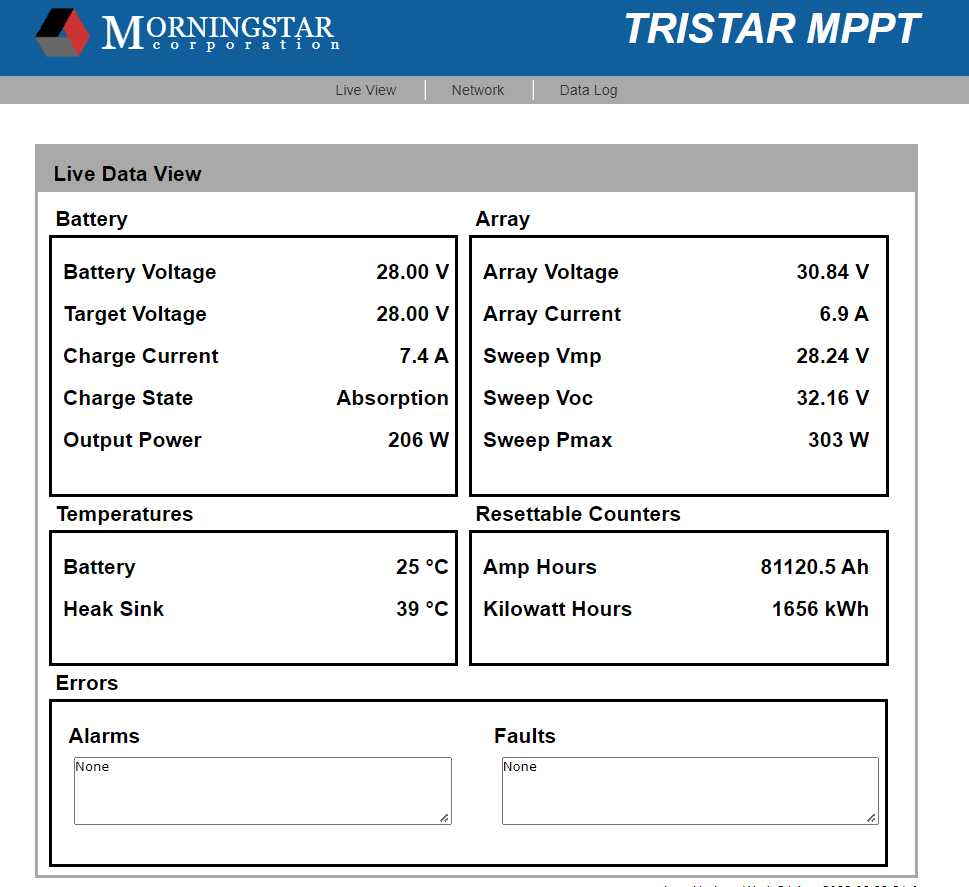 MORNINGSTAR
corporation
TRISTAR MPPT
Live View
Network
Data Log
Live Data View
Battery
Battery Voltage 28.00 V
Target Voltage 28.00 V
Charge Current 7.4 A
Charge State Absorption
Output Power 206 W
Array
Array Voltage 30.84 V
Array Current 6.9 A
Sweep Vmp 28.24 V
Sweep Voc 32.16 V
Sweep Pmax 303 W
Temperatures
Battery 25 °C
Heak Sink 39 °C
Resettable Counters
Amp Hours 81120.5 Ah
Kilowatt Hours 1656 kWh
Errors
Alarms
None
Faults
None